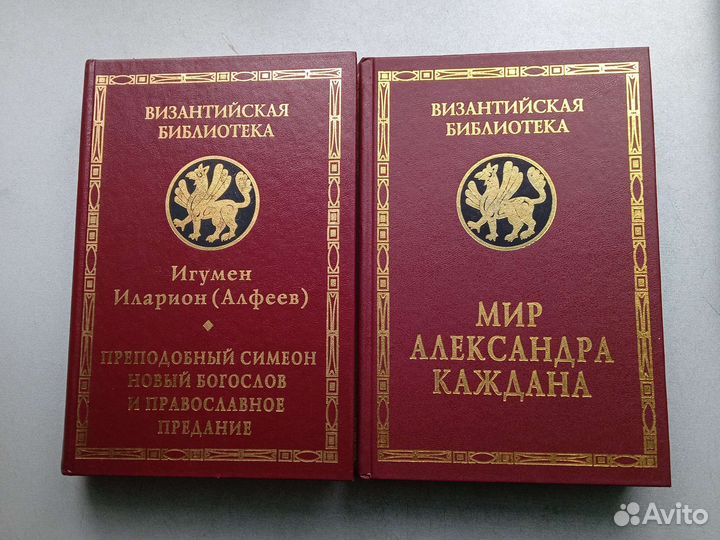 ВИЗАНТИЙСКАЯ
БИБЛИОТЕКА
Игумен
Иларион (Алфеев)
ПРЕПОДОБНЫЙ СИМЕОН
НОВЫЙ БОГОСЛОВ
И ПРАВОСЛАВНОЕ
ПРЕДАНИЕ
ВИЗАНТИЙСКАЯ
БИБЛИОТЕКА
МИР
АЛЕКСАНДРА
КАЖДАНА
Avito